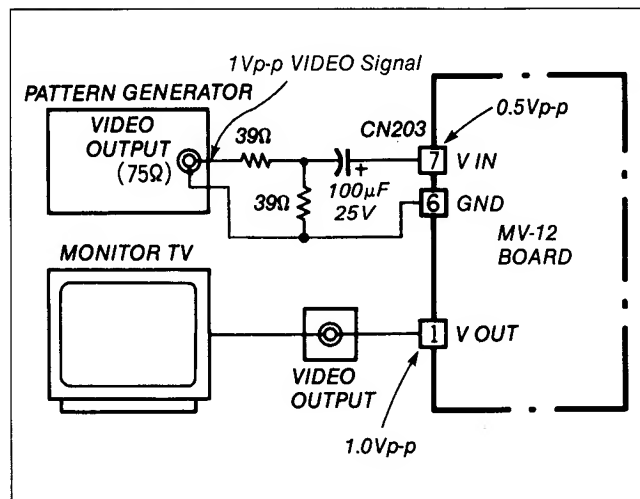 1Vp-p VIDEO Signal
PATTERN GENERATOR
VIDEO
OUTPUT
(75Ω)
39Ω
39Ω
+
100μF
25V
CN203
0.5Vp-p
7 V IN
6 GND
MV-12
BOARD
MONITOR TV
VIDEO
OUTPUT
1 V OUT
1.0Vp-p